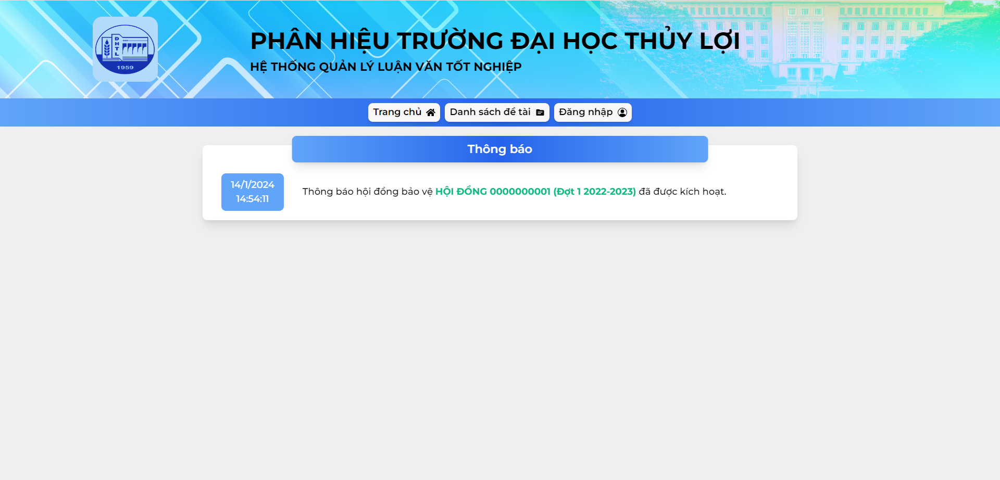 ĐHTL
1959
PHÂN HIỆU TRƯỜNG ĐẠI HỌC THỦY LỢI
HỆ THỐNG QUẢN LÝ LUẬN VĂN TỐT NGHIỆP
Trang chủ
Danh sách đề tài
Đăng nhập
Thông báo
14/1/2024
14:54:11
Thông báo hội đồng bảo vệ HỘI ĐỒNG 0000000001 (Đợt 1 2022-2023) đã được kích hoạt.